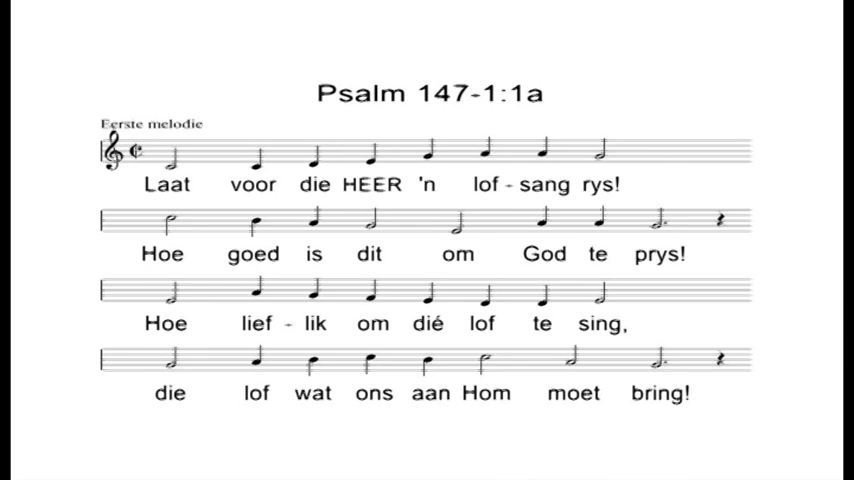 Psalm 147-1:1a
Eerste melodie
Laat voor die HEER 'n lof - sang rys!
Hoe goed is dit om God te prys!
Hoe lief - lik om dié lof te sing,
die lof wat ons aan Hom moet bring!